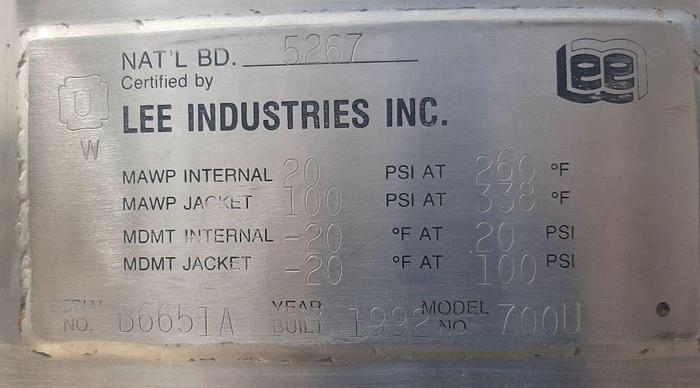 NAT'L BD. 5267
Certified by
Lee
U
LEE INDUSTRIES INC.
W
MAWP INTERNAL 20 PSI AT 260 °F
MAWP JACKET 100 PSI AT 338 °F
MDMT INTERNAL -20 °F AT 20 PSI
MDMT JACKET -20 °F AT 100 PSI
SERIAL NO. B6651A YEAR BUILT 1992 MODEL NO. 700U